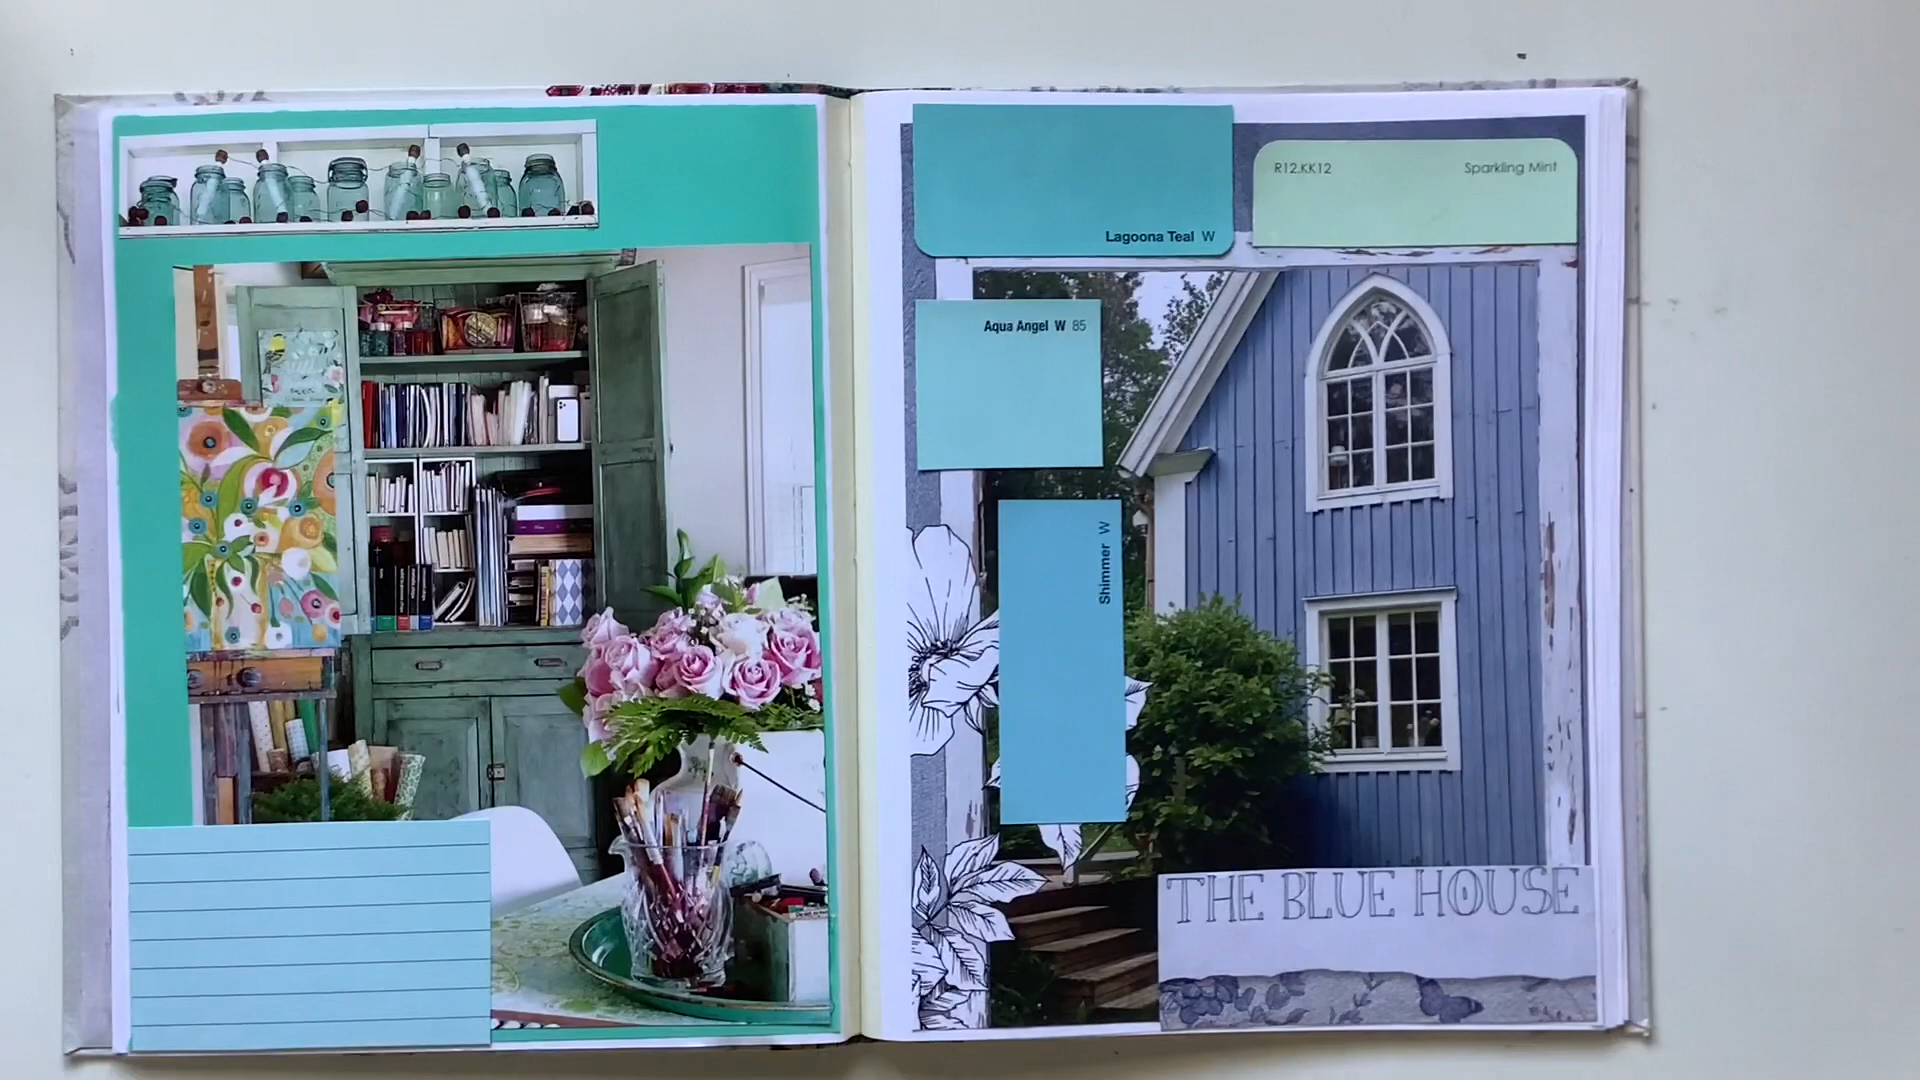 Lagoona Teal W
R12.KK12 Sparkling Mint
Aqua Angel W 85
Shimmer W
THE BLUE HOUSE